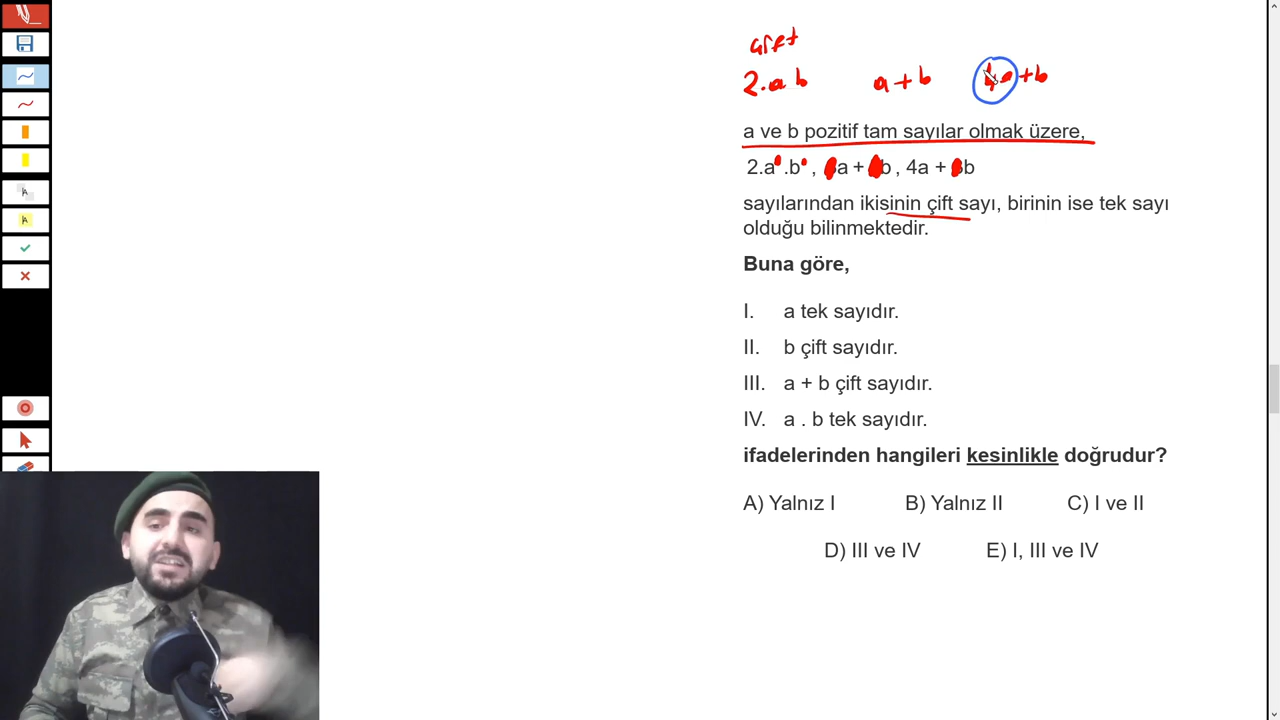 çift
2.a b a + b 4a + b
a ve b pozitif tam sayılar olmak üzere,
2.a .b , a + b , 4a + b
sayılarından ikisinin çift sayı, birinin ise tek sayı
olduğu bilinmektedir.
Buna göre,
I. a tek sayıdır.
II. b çift sayıdır.
III. a + b çift sayıdır.
IV. a . b tek sayıdır.
ifadelerinden hangileri kesinlikle doğrudur?
A) Yalnız I B) Yalnız II C) I ve II
D) III ve IV E) I, III ve IV